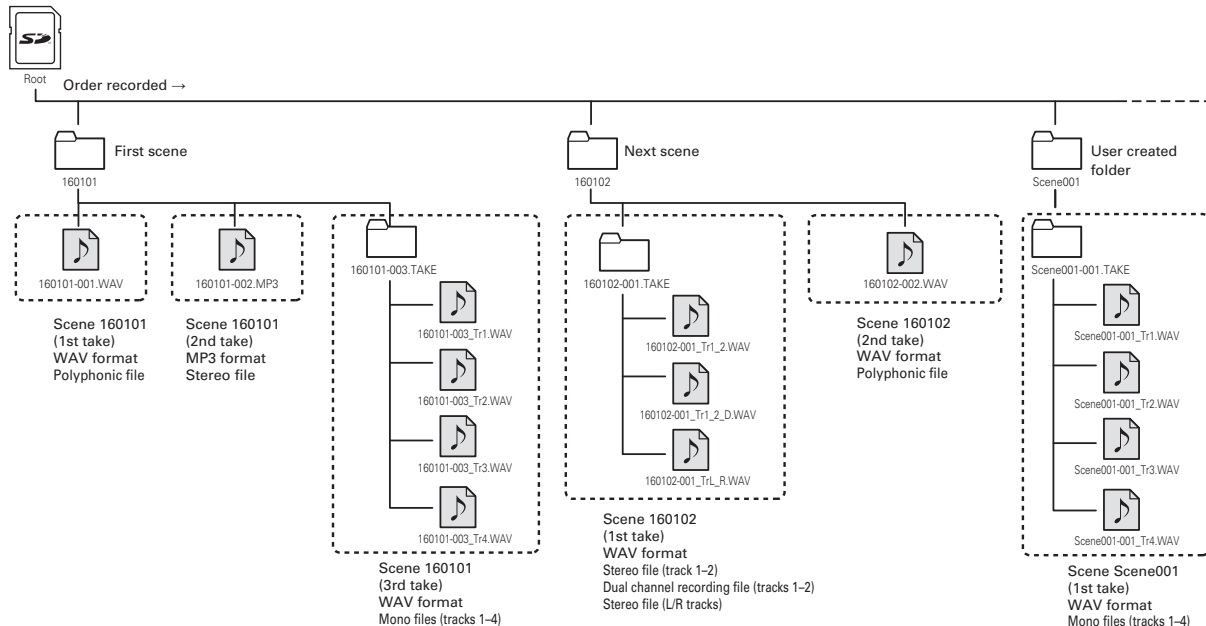 SD
Root
Order recorded →
First scene
160101
Next scene
160102
User created
folder
Scene001
160101-001.WAV
Scene 160101
(1st take)
WAV format
Polyphonic file
160101-002.MP3
Scene 160101
(2nd take)
MP3 format
Stereo file
160101-003.TAKE
160101-003_Tr1.WAV
160101-003_Tr2.WAV
160101-003_Tr3.WAV
160101-003_Tr4.WAV
Scene 160101
(3rd take)
WAV format
Mono files (tracks 1–4)
160102-001.TAKE
160102-001_Tr1_2.WAV
160102-001_Tr1_2_D.WAV
160102-001_TrL_R.WAV
Scene 160102
(1st take)
WAV format
Stereo file (track 1–2)
Dual channel recording file (tracks 1–2)
Stereo file (L/R tracks)
160102-002.WAV
Scene 160102
(2nd take)
WAV format
Polyphonic file
Scene001-001.TAKE
Scene001-001_Tr1.WAV
Scene001-001_Tr2.WAV
Scene001-001_Tr3.WAV
Scene001-001_Tr4.WAV
Scene Scene001
(1st take)
WAV format
Mono files (tracks 1–4)